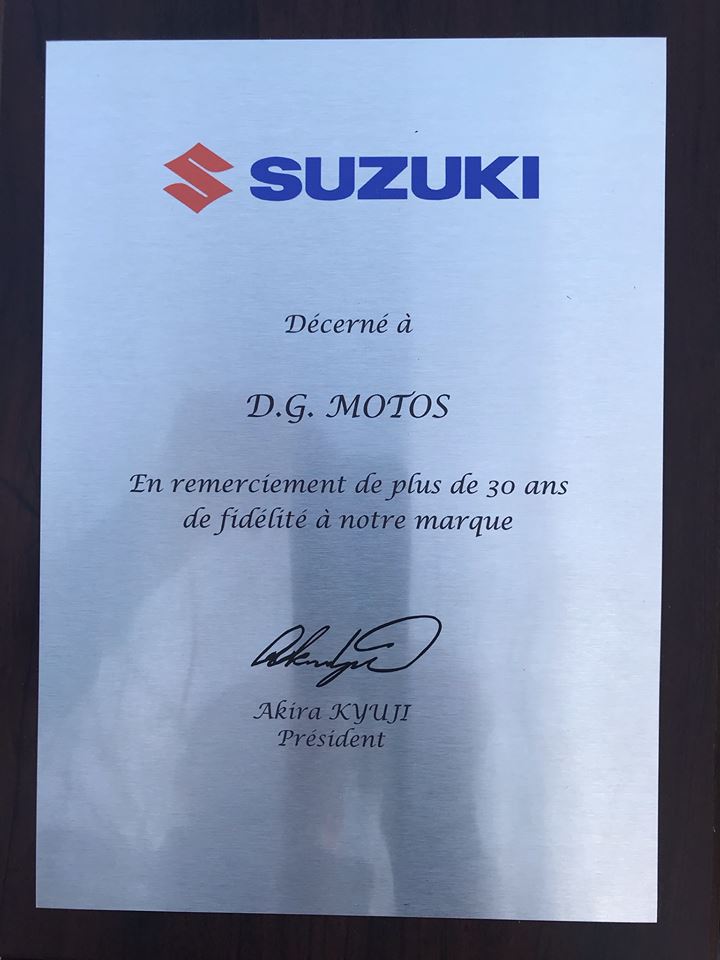 SUZUKI
Décerné à
D.G. MOTOS
En remerciement de plus de 30 ans
de fidélité à notre marque
Akira KYUJI
Président